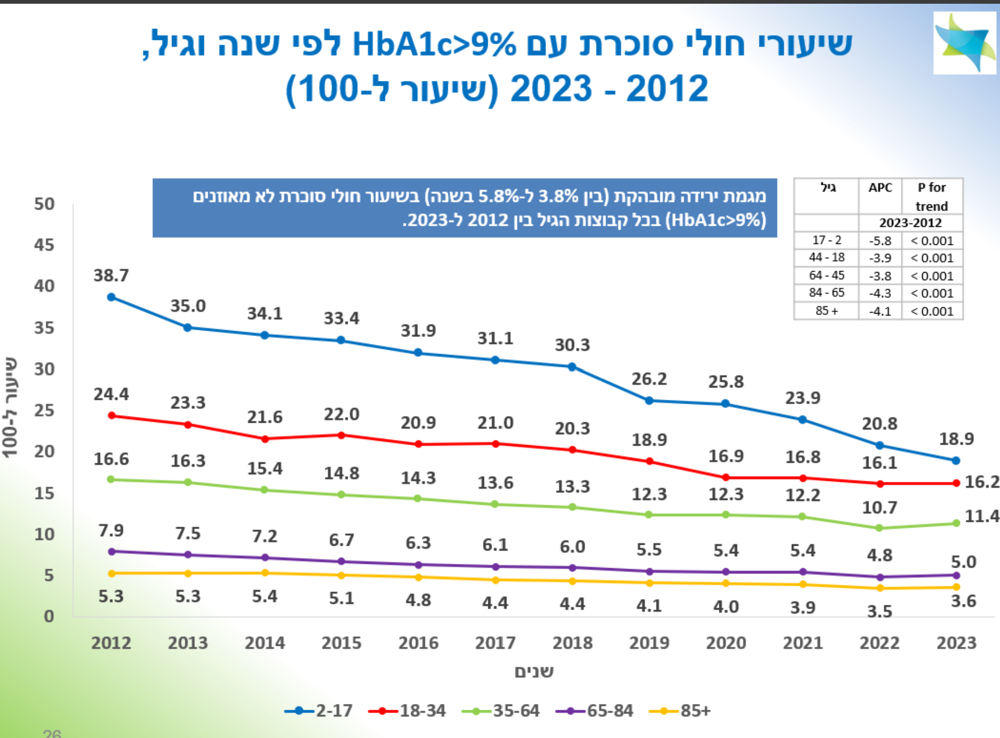 שיעורי חולי סוכרת עם HbA1c>9% לפי שנה וגיל,
2012 - 2023 (שיעור ל-100)
מגמת ירידה מובהקת (בין 3.8% ל-5.8% בשנה) בשיעור חולי סוכרת לא מאוזנים
(HbA1c>9%) בכל קבוצות הגיל בין 2012 ל-2023.
גיל APC P for
trend
2023-2012
17 - 2 -5.8 < 0.001
44 - 18 -3.9 < 0.001
64 - 45 -3.8 < 0.001
84 - 65 -4.3 < 0.001
85 + -4.1 < 0.001
שיעור ל-100
50
45
40
35
30
25
20
15
10
5
0
38.7 35.0 34.1 33.4 31.9 31.1 30.3 26.2 25.8 23.9 20.8 18.9
24.4 23.3 21.6 22.0 20.9 21.0 20.3 18.9 16.9 16.8 16.1 16.2
16.6 16.3 15.4 14.8 14.3 13.6 13.3 12.3 12.3 12.2 10.7 11.4
7.9 7.5 7.2 6.7 6.3 6.1 6.0 5.5 5.4 5.4 4.8 5.0
5.3 5.3 5.4 5.1 4.8 4.4 4.4 4.1 4.0 3.9 3.5 3.6
2012 2013 2014 2015 2016 2017 2018 2019 2020 2021 2022 2023
שנים
2-17 18-34 35-64 65-84 85+
26